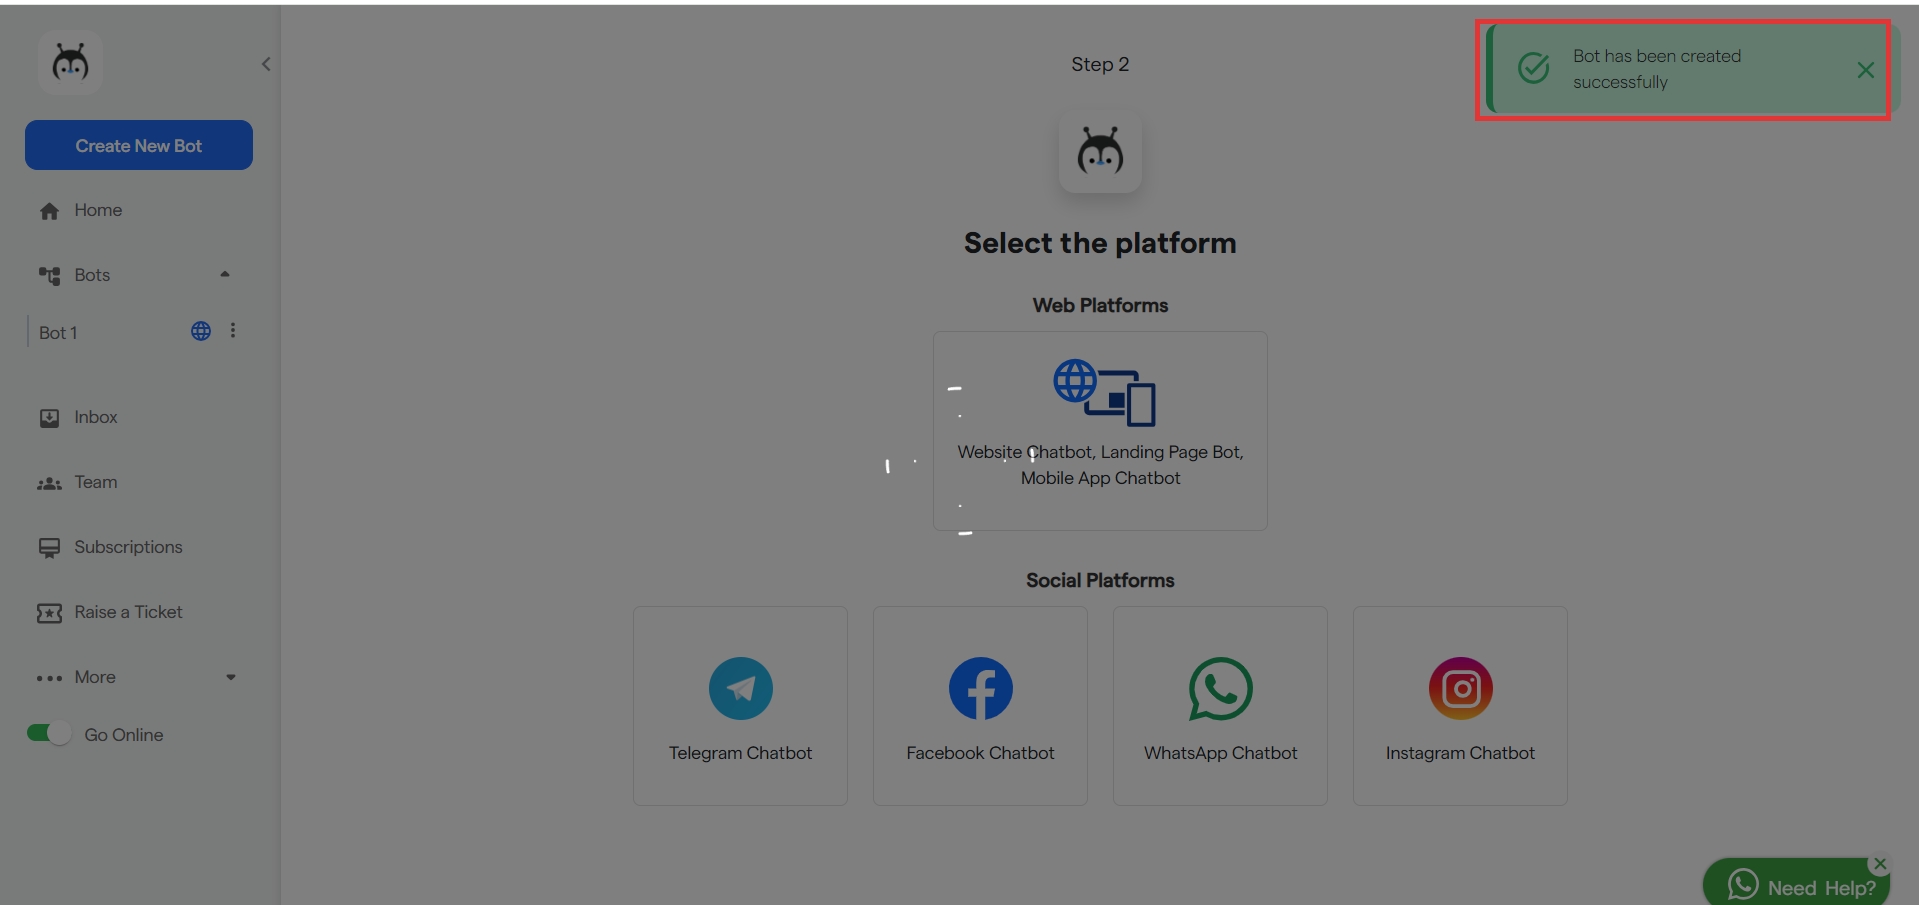 Create New Bot
Home
Bots
Bot 1
Inbox
Team
Subscriptions
Raise a Ticket
More
Go Online
Step 2
Select the platform
Web Platforms
Website Chatbot, Landing Page Bot,
Mobile App Chatbot
Social Platforms
Telegram Chatbot
Facebook Chatbot
WhatsApp Chatbot
Instagram Chatbot
Bot has been created
successfully
Need Help?